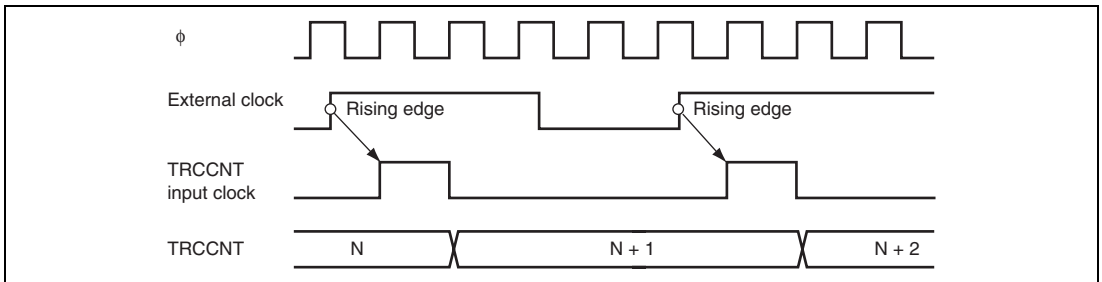 ϕ
External clock
Rising edge
Rising edge
TRCCNT
input clock
TRCCNT
N
N + 1
N + 2